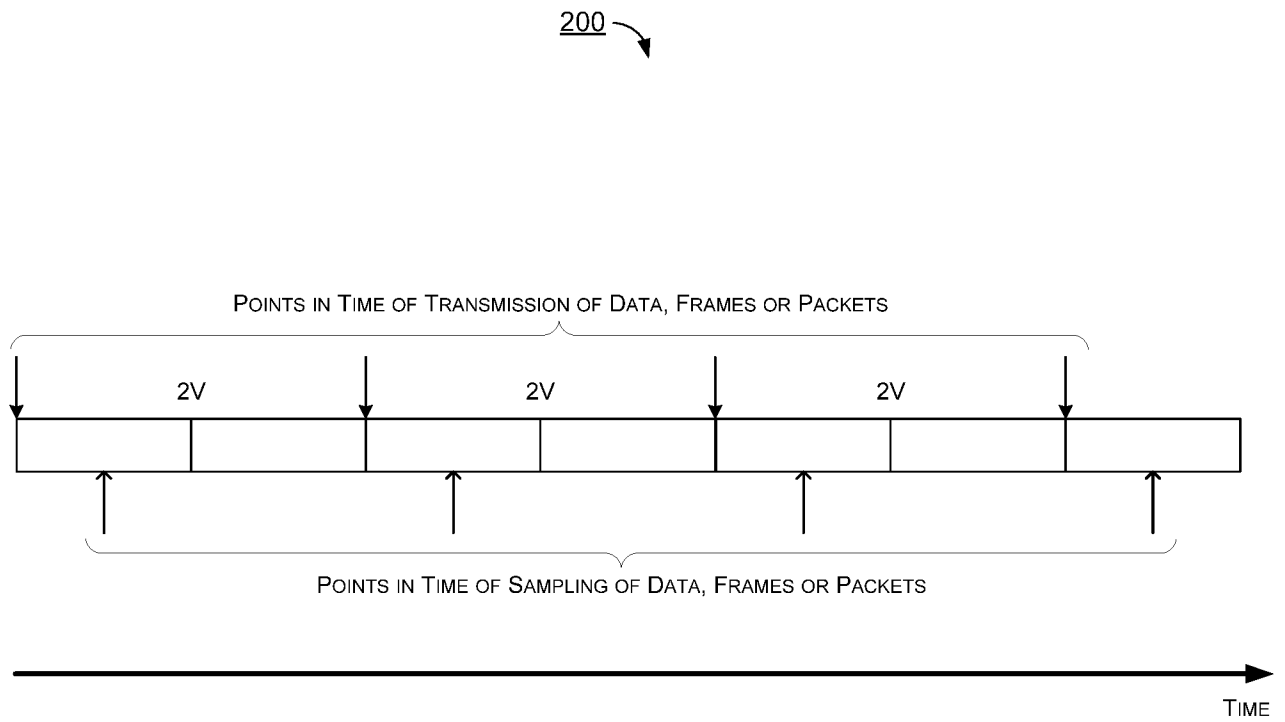 200
POINTS IN TIME OF TRANSMISSION OF DATA, FRAMES OR PACKETS
2V 2V 2V
POINTS IN TIME OF SAMPLING OF DATA, FRAMES OR PACKETS
TIME